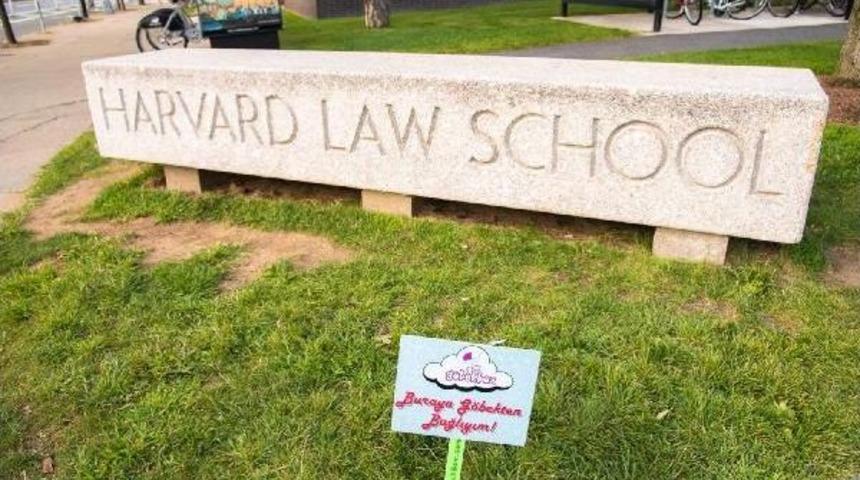 HARVARD LAW SCHOOL
Buraya Göbekten
Bağlıyım!